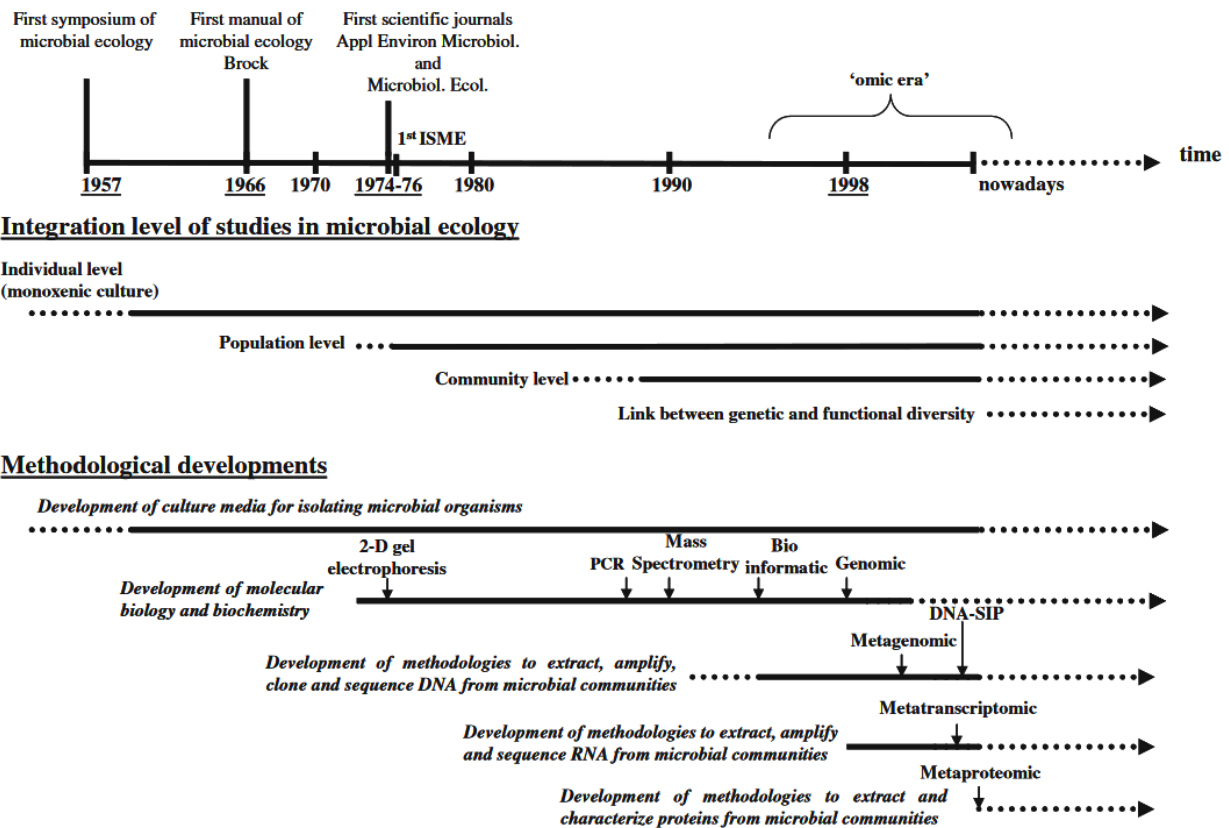 First symposium of
microbial ecology
First manual of
microbial ecology
Brock
First scientific journals
Appl Environ Microbiol.
and
Microbiol. Ecol.
1st ISME
‘omic era’
time
1957
1966
1970
1974-76
1980
1990
1998
nowadays
Integration level of studies in microbial ecology
Individual level
(monoxenic culture)
Population level
Community level
Link between genetic and functional diversity
Methodological developments
Development of culture media for isolating microbial organisms
2-D gel
electrophoresis
PCR
Mass
Spectrometry
Bio
informatic
Genomic
Development of molecular
biology and biochemistry
DNA-SIP
Metagenomic
Development of methodologies to extract, amplify,
clone and sequence DNA from microbial communities
Metatranscriptomic
Development of methodologies to extract, amplify
and sequence RNA from microbial communities
Metaproteomic
Development of methodologies to extract and
characterize proteins from microbial communities